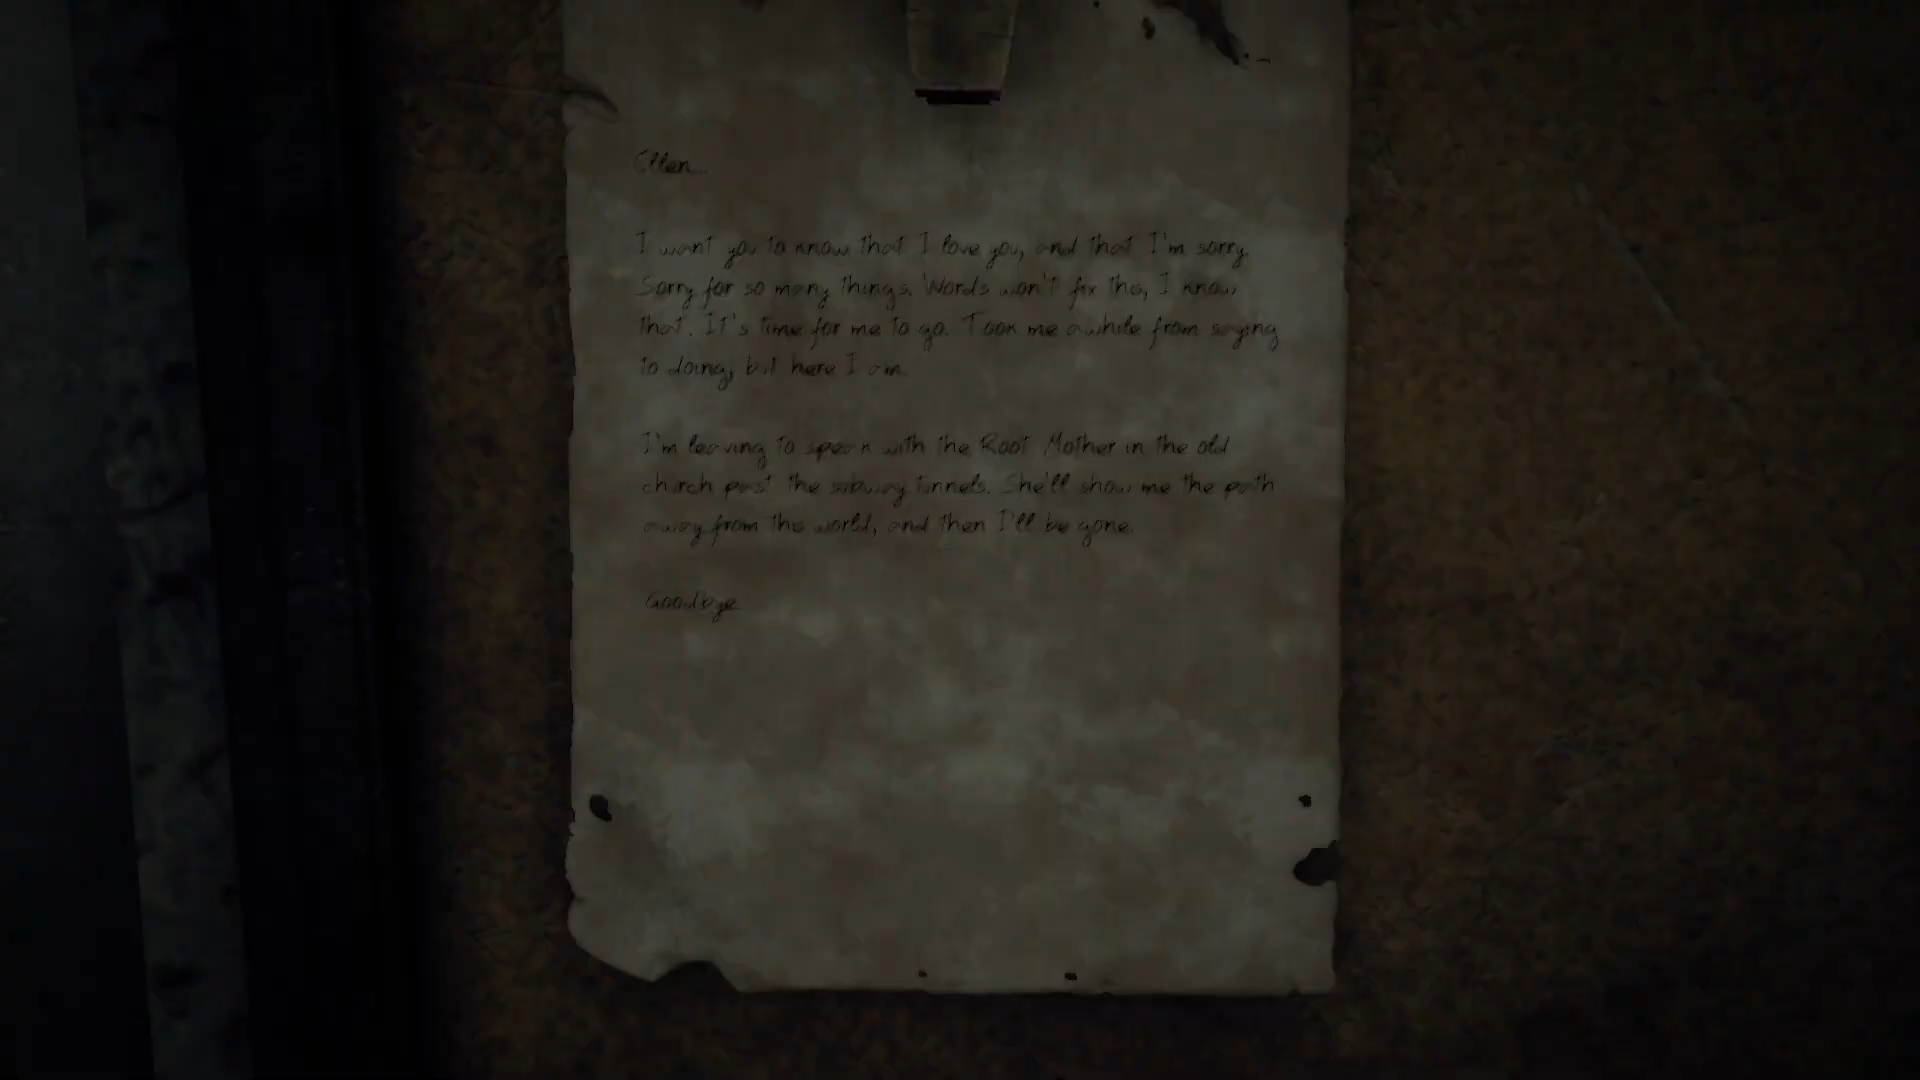 Ellen...
I want you to know that I love you, and that I'm sorry.
Sorry for so many things. Words won't fix this, I know
that. It's time for me to go. Took me awhile from saying
to doing, but here I am.
I'm leaving to speak with the Root Mother in the old
church past the subway tunnels. She'll show me the path
away from this world, and then I'll be gone.
Goodbye